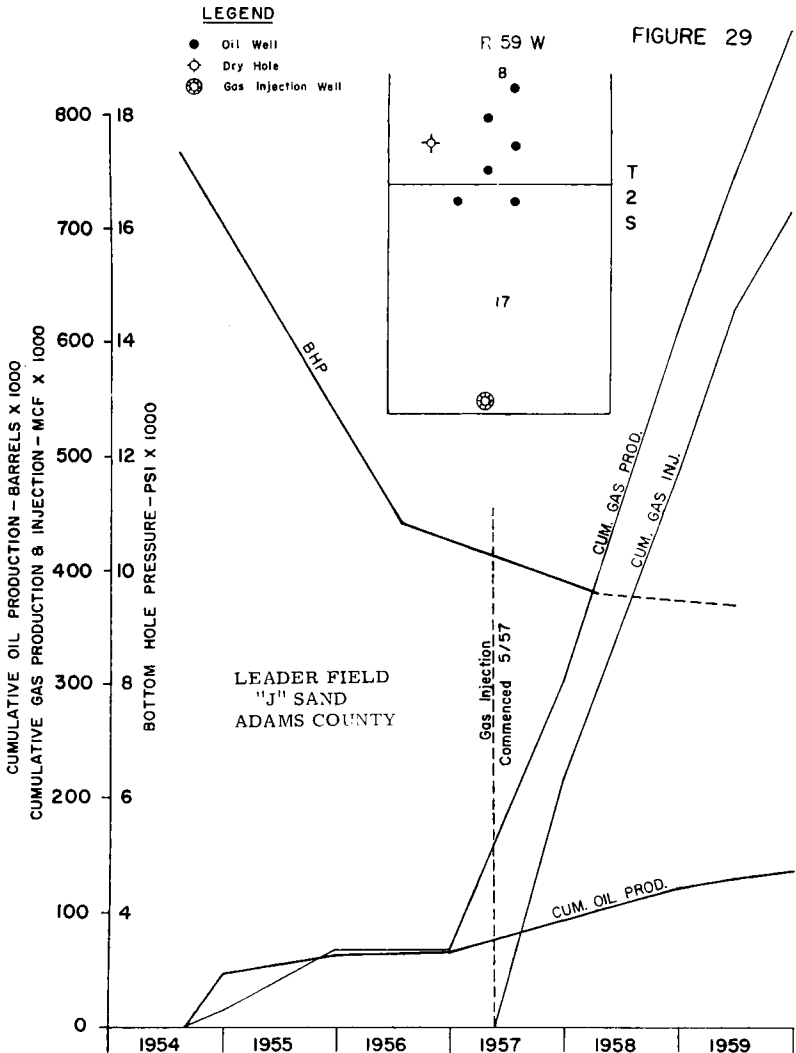 LEGEND
Oil Well
Dry Hole
Gas Injection Well
R 59 W
FIGURE 29
8
T
2
S
17
800
700
600
500
400
300
200
100
0
18
16
14
12
10
8
6
4
CUMULATIVE OIL PRODUCTION - BARRELS X 1000
CUMULATIVE GAS PRODUCTION & INJECTION - MCF X 1000
BOTTOM HOLE PRESSURE - PSI X 1000
BHP
CUM. GAS PROD.
CUM. GAS INJ.
Gas Injection
Commenced 5/57
LEADER FIELD
"J" SAND
ADAMS COUNTY
CUM. OIL PROD.
1954 1955 1956 1957 1958 1959